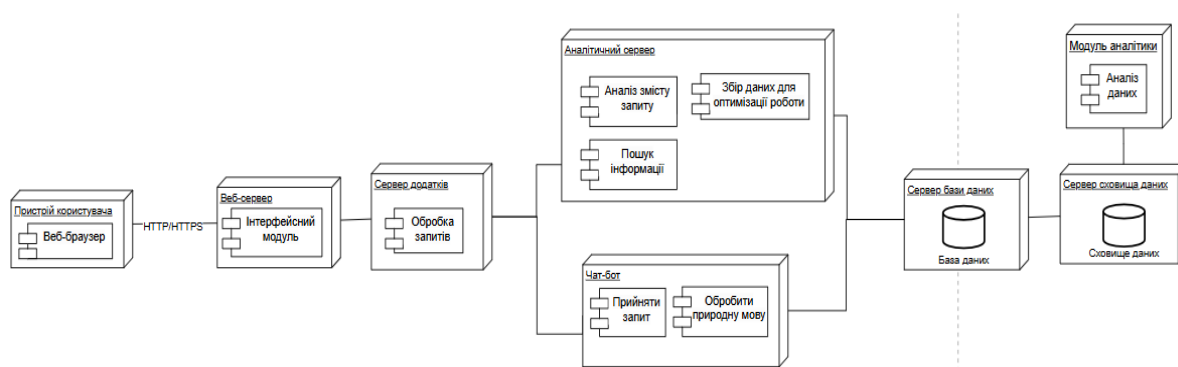 Пристрій користувача
Веб-браузер
HTTP/HTTPS
Веб-сервер
Інтерфейсний
модуль
Сервер додатків
Обробка
запитів
Аналітичний сервер
Аналіз змісту
запиту
Збір даних для
оптимізації роботи
Пошук
інформації
Чат-бот
Прийняти
запит
Обробити
природну мову
Сервер бази даних
База даних
Модуль аналітики
Аналіз
даних
Сервер сховища даних
Сховище даних